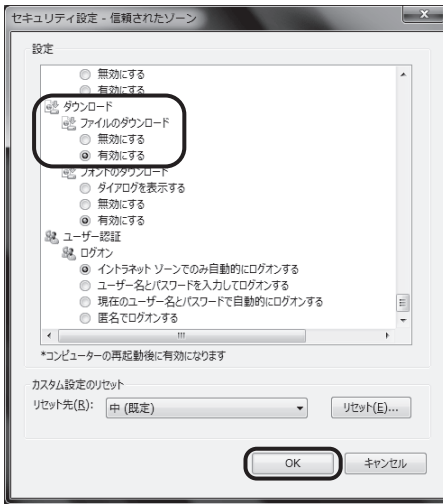 セキュリティ設定 - 信頼されたゾーン
設定
無効にする
有効にする
ダウンロード
ファイルのダウンロード
無効にする
有効にする
フォントのダウンロード
ダイアログを表示する
無効にする
有効にする
ユーザー認証
ログオン
イントラネット ゾーンでのみ自動的にログオンする
ユーザー名とパスワードを入力してログオンする
現在のユーザー名とパスワードで自動的にログオンする
匿名でログオンする
*コンピューターの再起動後に有効になります
カスタム設定のリセット
リセット先(R): 中 (既定) リセット(E)...
OK キャンセル